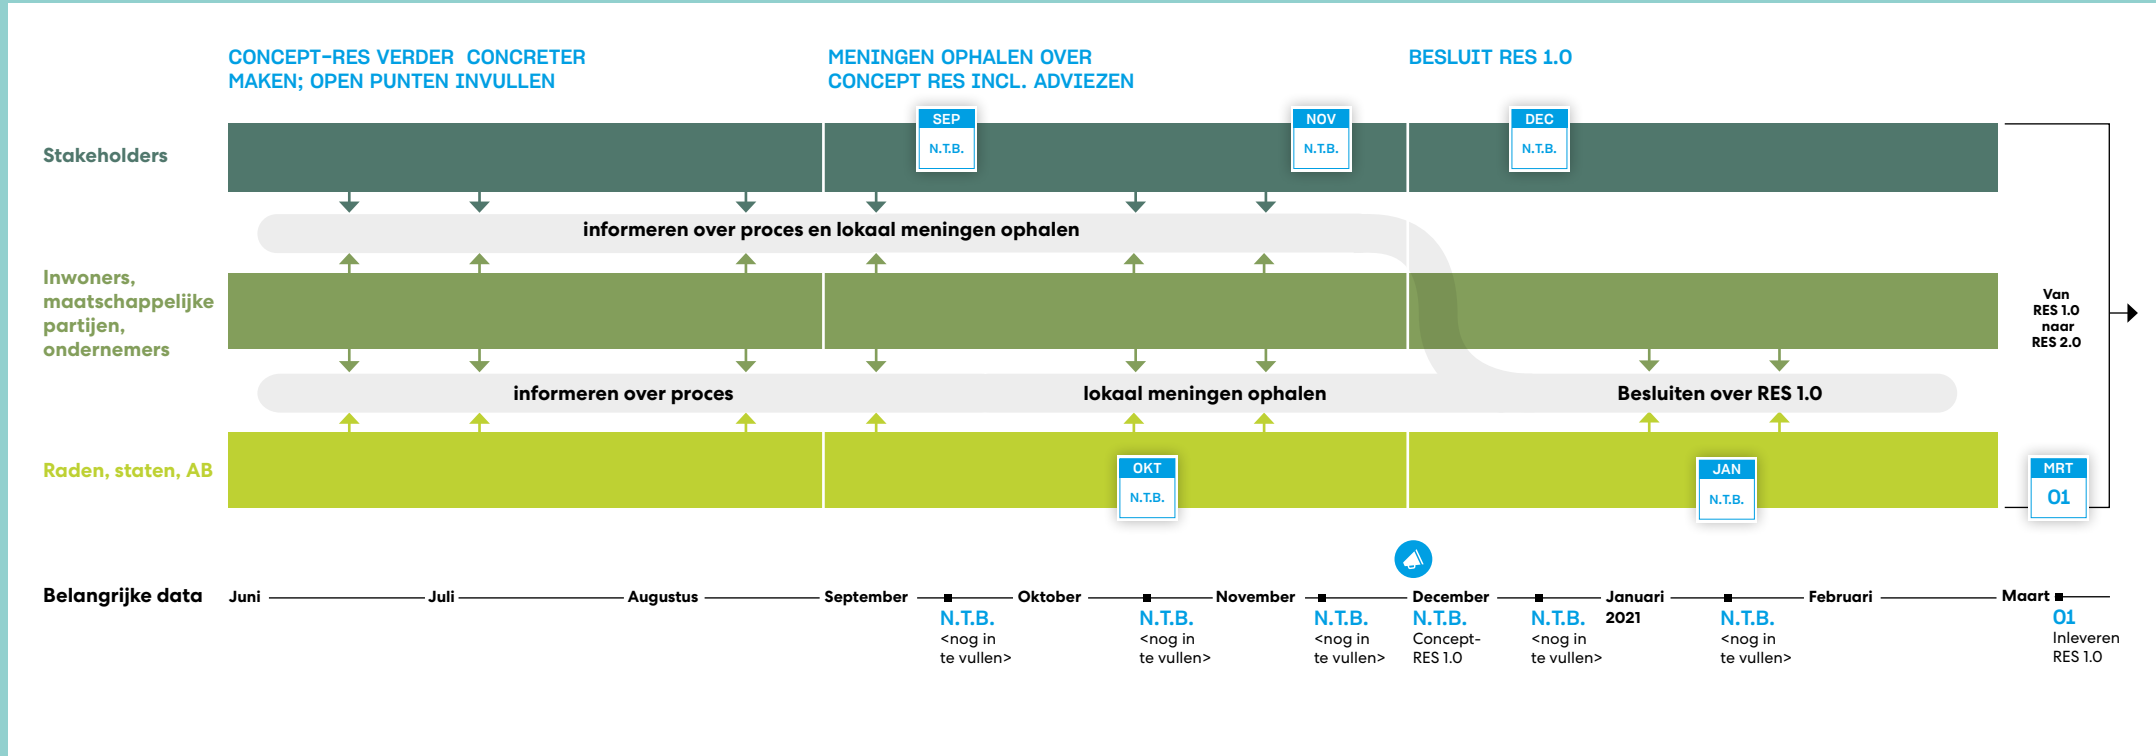 CONCEPT-RES VERDER CONCRETER
MAKEN; OPEN PUNTEN INVULLEN
MENINGEN OPHALEN OVER
CONCEPT RES INCL. ADVIEZEN
BESLUIT RES 1.0
Stakeholders
SEP
N.T.B.
NOV
N.T.B.
DEC
N.T.B.
informeren over proces en lokaal meningen ophalen
Inwoners,
maatschappelijke
partijen,
ondernemers
Van
RES 1.0
naar
RES 2.0
informeren over proces
lokaal meningen ophalen
Besluiten over RES 1.0
Raden, staten, AB
OKT
N.T.B.
JAN
N.T.B.
MRT
01
Belangrijke data
Juni
Juli
Augustus
September
Oktober
November
December
Januari
2021
Februari
Maart
N.T.B.
<nog in
te vullen>
N.T.B.
<nog in
te vullen>
N.T.B.
<nog in
te vullen>
N.T.B.
Concept-
RES 1.0
N.T.B.
<nog in
te vullen>
N.T.B.
<nog in
te vullen>
01
Inleveren
RES 1.0